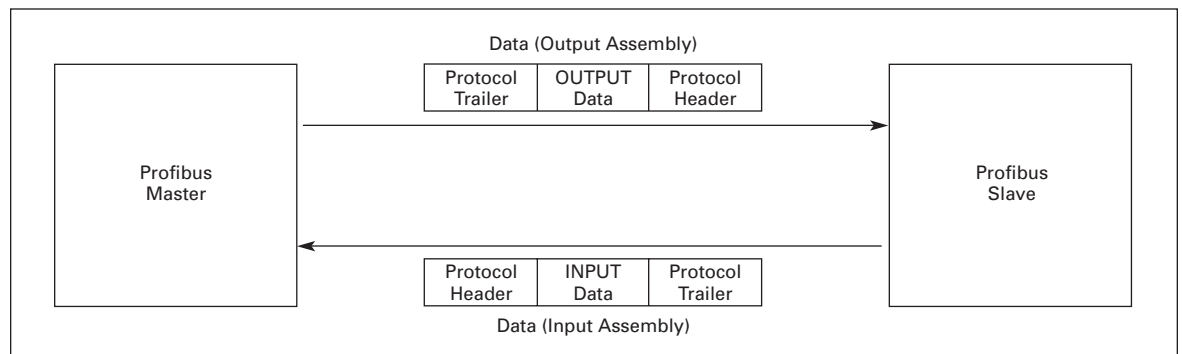 Data (Output Assembly)
Protocol Trailer
OUTPUT Data
Protocol Header
Profibus
Master
Profibus
Slave
Protocol Header
INPUT Data
Protocol Trailer
Data (Input Assembly)